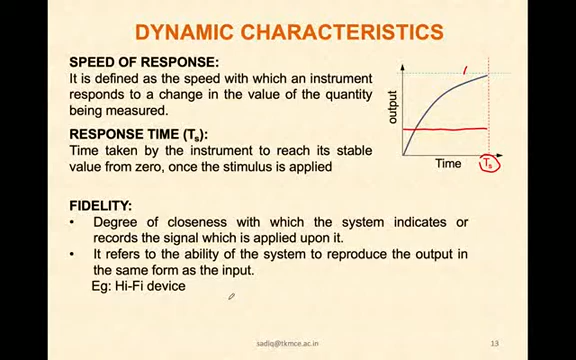 DYNAMIC CHARACTERISTICS
SPEED OF RESPONSE:
It is defined as the speed with which an instrument
responds to a change in the value of the quantity
being measured.
RESPONSE TIME (Ts):
Time taken by the instrument to reach its stable
value from zero, once the stimulus is applied
output
Time
Ts
FIDELITY:
• Degree of closeness with which the system indicates or
records the signal which is applied upon it.
• It refers to the ability of the system to reproduce the output in
the same form as the input.
Eg: Hi-Fi device
sadiq@tkmce.ac.in
13